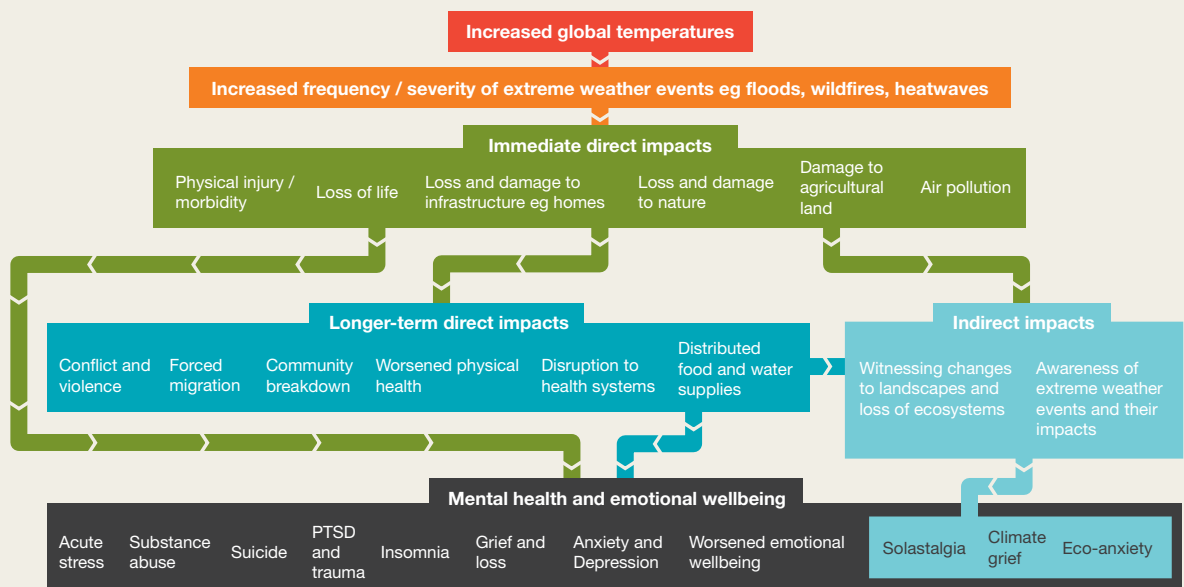 Increased global temperatures
Increased frequency / severity of extreme weather events eg floods, wildfires, heatwaves
Immediate direct impacts
Physical injury /
morbidity
Loss of life
Loss and damage to
infrastructure eg homes
Loss and damage
to nature
Damage to
agricultural
land
Air pollution
Longer-term direct impacts
Conflict and
violence
Forced
migration
Community
breakdown
Worsened physical
health
Disruption to
health systems
Distributed
food and water
supplies
Indirect impacts
Witnessing changes
to landscapes and
loss of ecosystems
Awareness of
extreme weather
events and their
impacts
Mental health and emotional wellbeing
Acute
stress
Substance
abuse
Suicide
PTSD
and
trauma
Insomnia
Grief and
loss
Anxiety and
Depression
Worsened emotional
wellbeing
Solastalgia
Climate
grief
Eco-anxiety